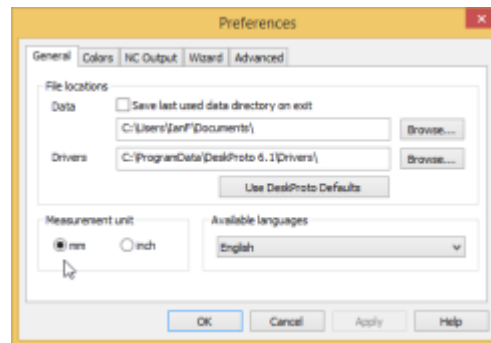 Preferences
General Colors NC Output Wizard Advanced
File locations
Data Save last used data directory on exit
C:\Users\IanF\Documents\ Browse....
Drivers C:\ProgramData\DeskProto 6.1\Drivers\ Browse....
Use DeskProto Defaults
Measurement unit Available languages
mm inch English
OK Cancel Apply Help